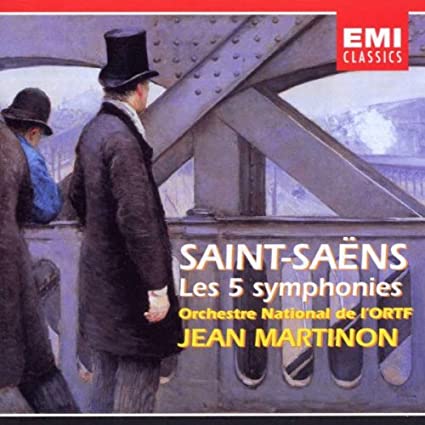 EMI
CLASSICS
SAINT-SAËNS
Les 5 symphonies
Orchestre National de l'ORTF
JEAN MARTINON